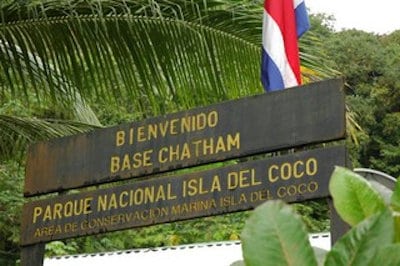 BIENVENIDO
BASE CHATHAM
PARQUE NACIONAL ISLA DEL COCO
AREA DE CONSERVACION MARINA ISLA DEL COCO